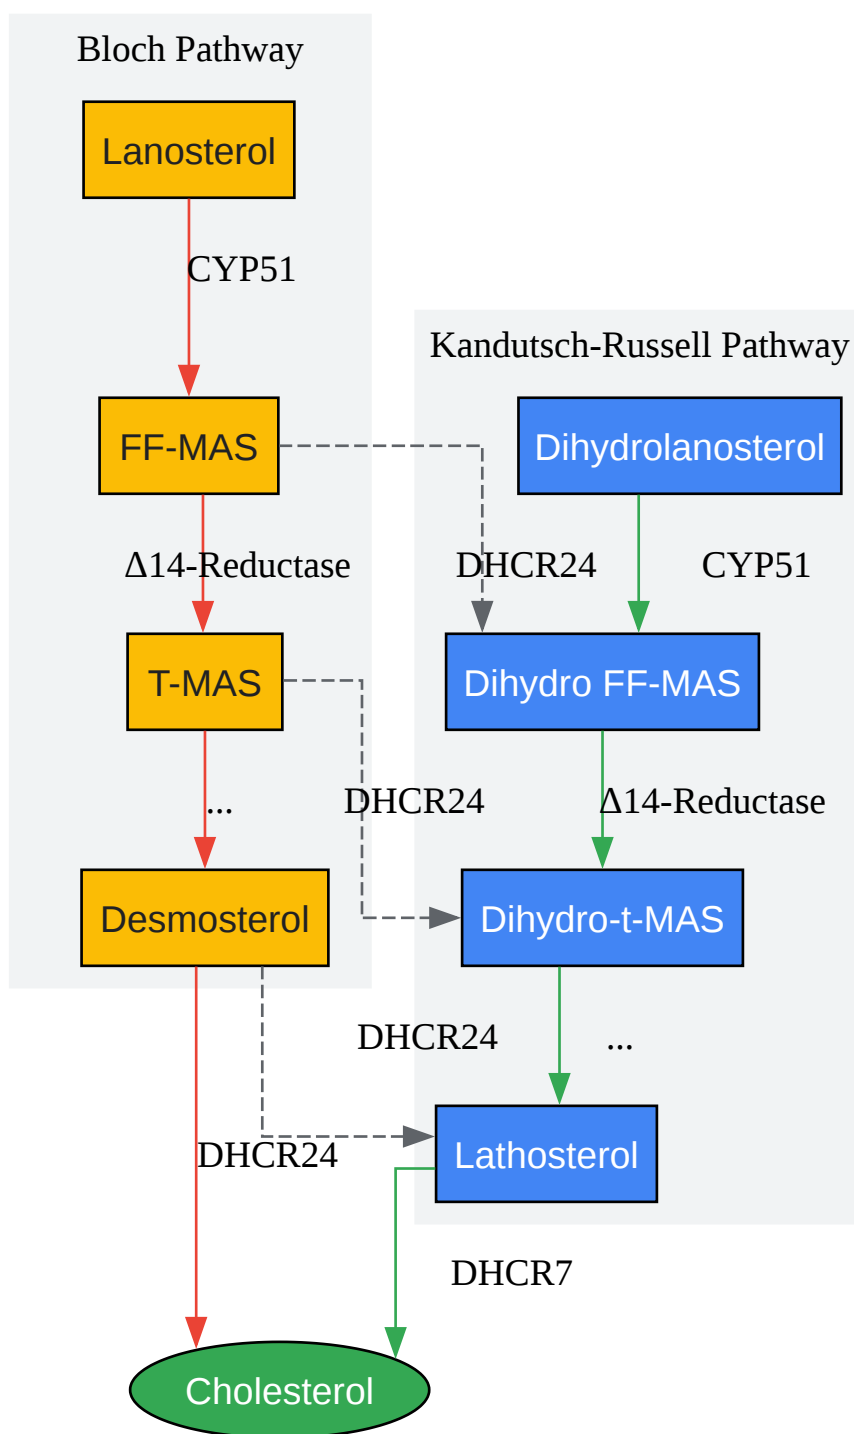 Bloch Pathway
Lanosterol
CYP51
Kandutsch-Russell Pathway
FF-MAS
Dihydrolanosterol
Δ14-Reductase
DHCR24
CYP51
T-MAS
Dihydro FF-MAS
...
DHCR24
Δ14-Reductase
Desmosterol
Dihydro-t-MAS
DHCR24
...
DHCR24
Lathosterol
DHCR7
Cholesterol